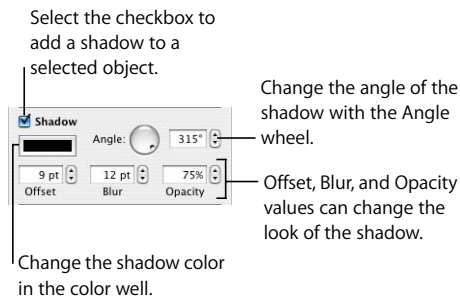 Select the checkbox to
add a shadow to a
selected object.
Shadow
Angle: 315°
Change the angle of the
shadow with the Angle
wheel.
9 pt 12 pt 75%
Offset Blur Opacity
Offset, Blur, and Opacity
values can change the
look of the shadow.
Change the shadow color
in the color well.